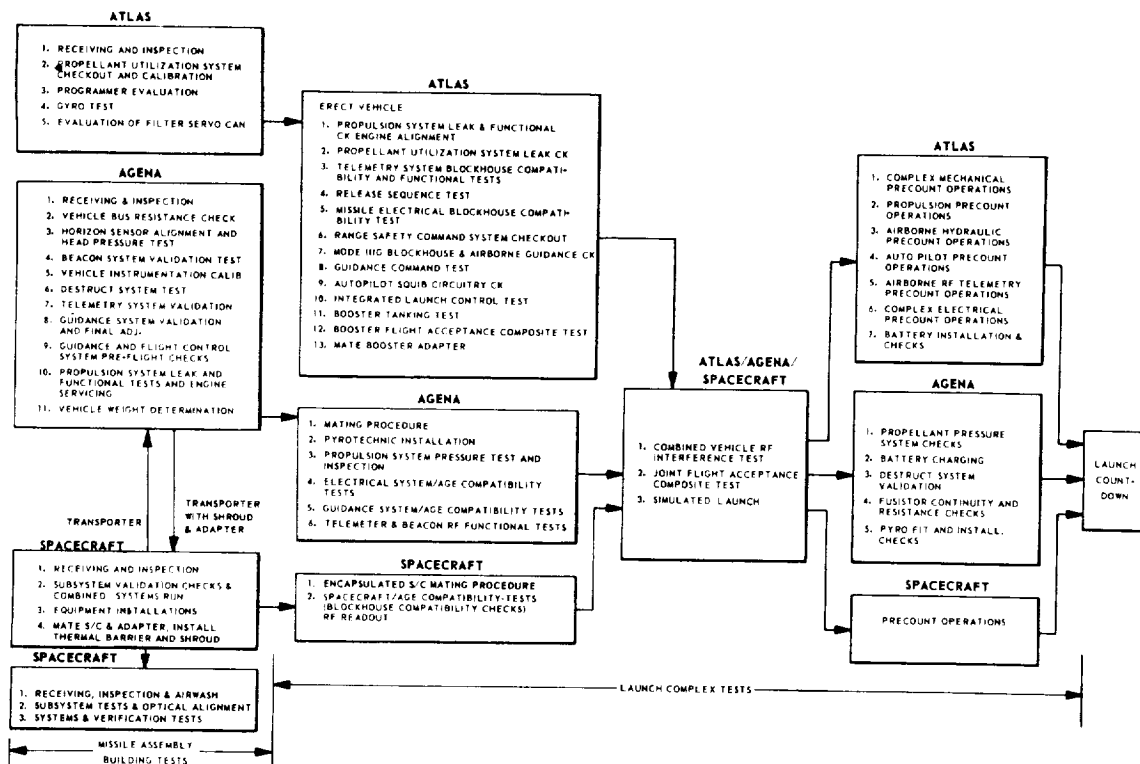 ATLAS
1. RECEIVING AND INSPECTION
2. PROPELLANT UTILIZATION SYSTEM
CHECKOUT AND CALIBRATION
3. PROGRAMMER EVALUATION
4. GYRO TEST
5. EVALUATION OF FILTER SERVO CAN
AGENA
1. RECEIVING & INSPECTION
2. VEHICLE BUS RESISTANCE CHECK
3. HORIZON SENSOR ALIGNMENT AND
HEAD PRESSURE TEST
4. BEACON SYSTEM VALIDATION TEST
5. VEHICLE INSTRUMENTATION CALIB
6. DESTRUCT SYSTEM TEST
7. TELEMETRY SYSTEM VALIDATION
8. GUIDANCE SYSTEM VALIDATION
AND FINAL ADJ.
9. GUIDANCE AND FLIGHT CONTROL
SYSTEM PRE-FLIGHT CHECKS
10. PROPULSION SYSTEM LEAK AND
FUNCTIONAL TESTS AND ENGINE
SERVICING
11. VEHICLE WEIGHT DETERMINATION
TRANSPORTER
TRANSPORTER
WITH SHROUD
& ADAPTER
SPACECRAFT
1. RECEIVING AND INSPECTION
2. SUBSYSTEM VALIDATION CHECKS &
COMBINED SYSTEMS RUN
3. EQUIPMENT INSTALLATIONS
4. MATE S/C & ADAPTER, INSTALL
THERMAL BARRIER AND SHROUD
SPACECRAFT
1. RECEIVING, INSPECTION & AIRWASH
2. SUBSYSTEM TESTS & OPTICAL ALIGNMENT
3. SYSTEMS & VERIFICATION TESTS
MISSILE ASSEMBLY
BUILDING TESTS
ATLAS
ERECT VEHICLE
1. PROPULSION SYSTEM LEAK & FUNCTIONAL
CK ENGINE ALIGNMENT
2. PROPELLANT UTILIZATION SYSTEM LEAK CK
3. TELEMETRY SYSTEM BLOCKHOUSE COMPATI-
BILITY AND FUNCTIONAL TESTS
4. RELEASE SEQUENCE TEST
5. MISSILE ELECTRICAL BLOCKHOUSE COMPATI-
BILITY TEST
6. RANGE SAFETY COMMAND SYSTEM CHECKOUT
7. MODE IIIG BLOCKHOUSE & AIRBORNE GUIDANCE CK
8. GUIDANCE COMMAND TEST
9. AUTOPILOT SQUIB CIRCUITRY CK
10. INTEGRATED LAUNCH CONTROL TEST
11. BOOSTER TANKING TEST
12. BOOSTER FLIGHT ACCEPTANCE COMPOSITE TEST
13. MATE BOOSTER ADAPTER
AGENA
1. MATING PROCEDURE
2. PYROTECHNIC INSTALLATION
3. PROPULSION SYSTEM PRESSURE TEST AND
INSPECTION
4. ELECTRICAL SYSTEM/AGE COMPATIBILITY
TESTS
5. GUIDANCE SYSTEM/AGE COMPATIBILITY TESTS
6. TELEMETER & BEACON RF FUNCTIONAL TESTS
SPACECRAFT
1. ENCAPSULATED S/C MATING PROCEDURE
2. SPACECRAFT/AGE COMPATIBILITY-TESTS
(BLOCKHOUSE COMPATIBILITY CHECKS)
RF READOUT
ATLAS/AGENA/
SPACECRAFT
1. COMBINED VEHICLE RF
INTERFERENCE TEST
2. JOINT FLIGHT ACCEPTANCE
COMPOSITE TEST
3. SIMULATED LAUNCH
ATLAS
1. COMPLEX MECHANICAL
PRECOUNT OPERATIONS
2. PROPULSION PRECOUNT
OPERATIONS
3. AIRBORNE HYDRAULIC
PRECOUNT OPERATIONS
4. AUTO PILOT PRECOUNT
OPERATIONS
5. AIRBORNE RF TELEMETRY
PRECOUNT OPERATIONS
6. COMPLEX ELECTRICAL
PRECOUNT OPERATIONS
7. BATTERY INSTALLATION &
CHECKS
AGENA
1. PROPELLANT PRESSURE
SYSTEM CHECKS
2. BATTERY CHARGING
3. DESTRUCT SYSTEM
VALIDATION
4. FUSISTOR CONTINUITY AND
RESISTANCE CHECKS
5. PYRO FIT AND INSTALL.
CHECKS
SPACECRAFT
PRECOUNT OPERATIONS
LAUNCH
COUNT-
DOWN
LAUNCH COMPLEX TESTS